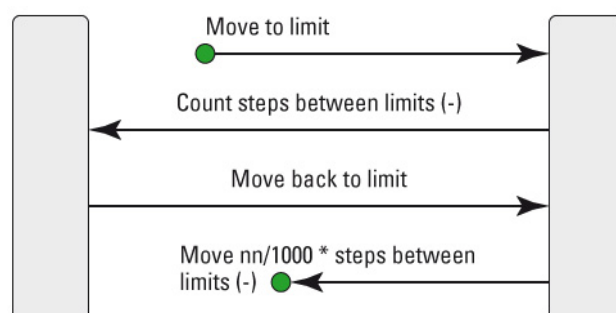 Move to limit
Count steps between limits (-)
Move back to limit
Move nn/1000 * steps between
limits (-)